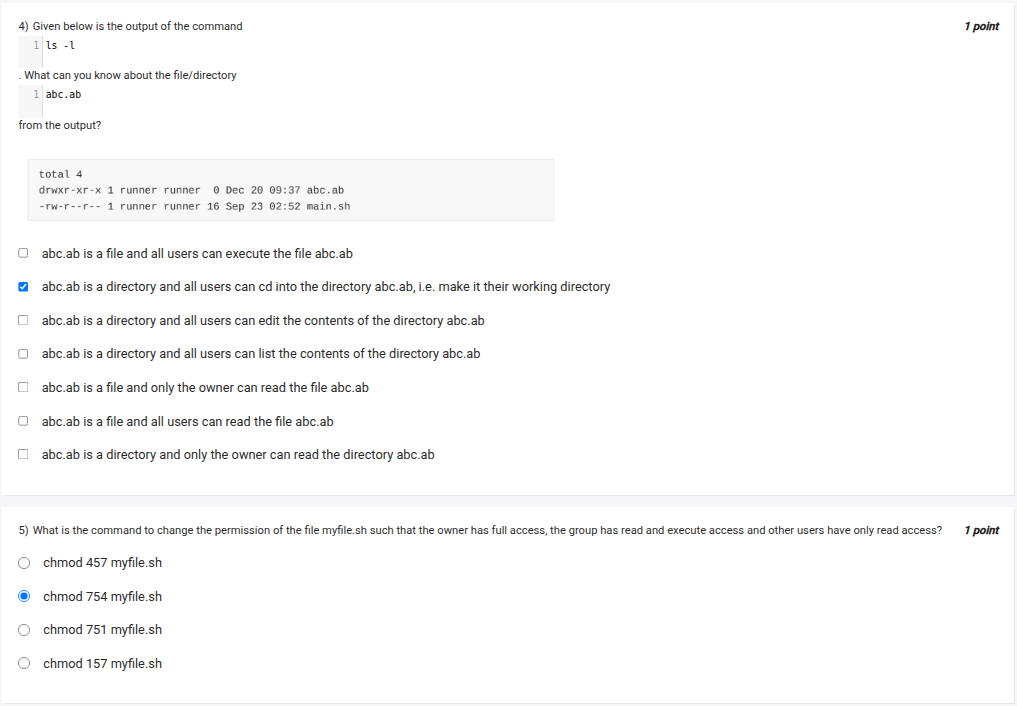 4) Given below is the output of the command
1 point
1 ls -l
. What can you know about the file/directory
1 abc.ab
from the output?
total 4
drwxr-xr-x 1 runner runner  0 Dec 20 09:37 abc.ab
-rw-r--r-- 1 runner runner 16 Sep 23 02:52 main.sh
abc.ab is a file and all users can execute the file abc.ab
abc.ab is a directory and all users can cd into the directory abc.ab, i.e. make it their working directory
abc.ab is a directory and all users can edit the contents of the directory abc.ab
abc.ab is a directory and all users can list the contents of the directory abc.ab
abc.ab is a file and only the owner can read the file abc.ab
abc.ab is a file and all users can read the file abc.ab
abc.ab is a directory and only the owner can read the directory abc.ab
5) What is the command to change the permission of the file myfile.sh such that the owner has full access, the group has read and execute access and other users have only read access?
1 point
chmod 457 myfile.sh
chmod 754 myfile.sh
chmod 751 myfile.sh
chmod 157 myfile.sh